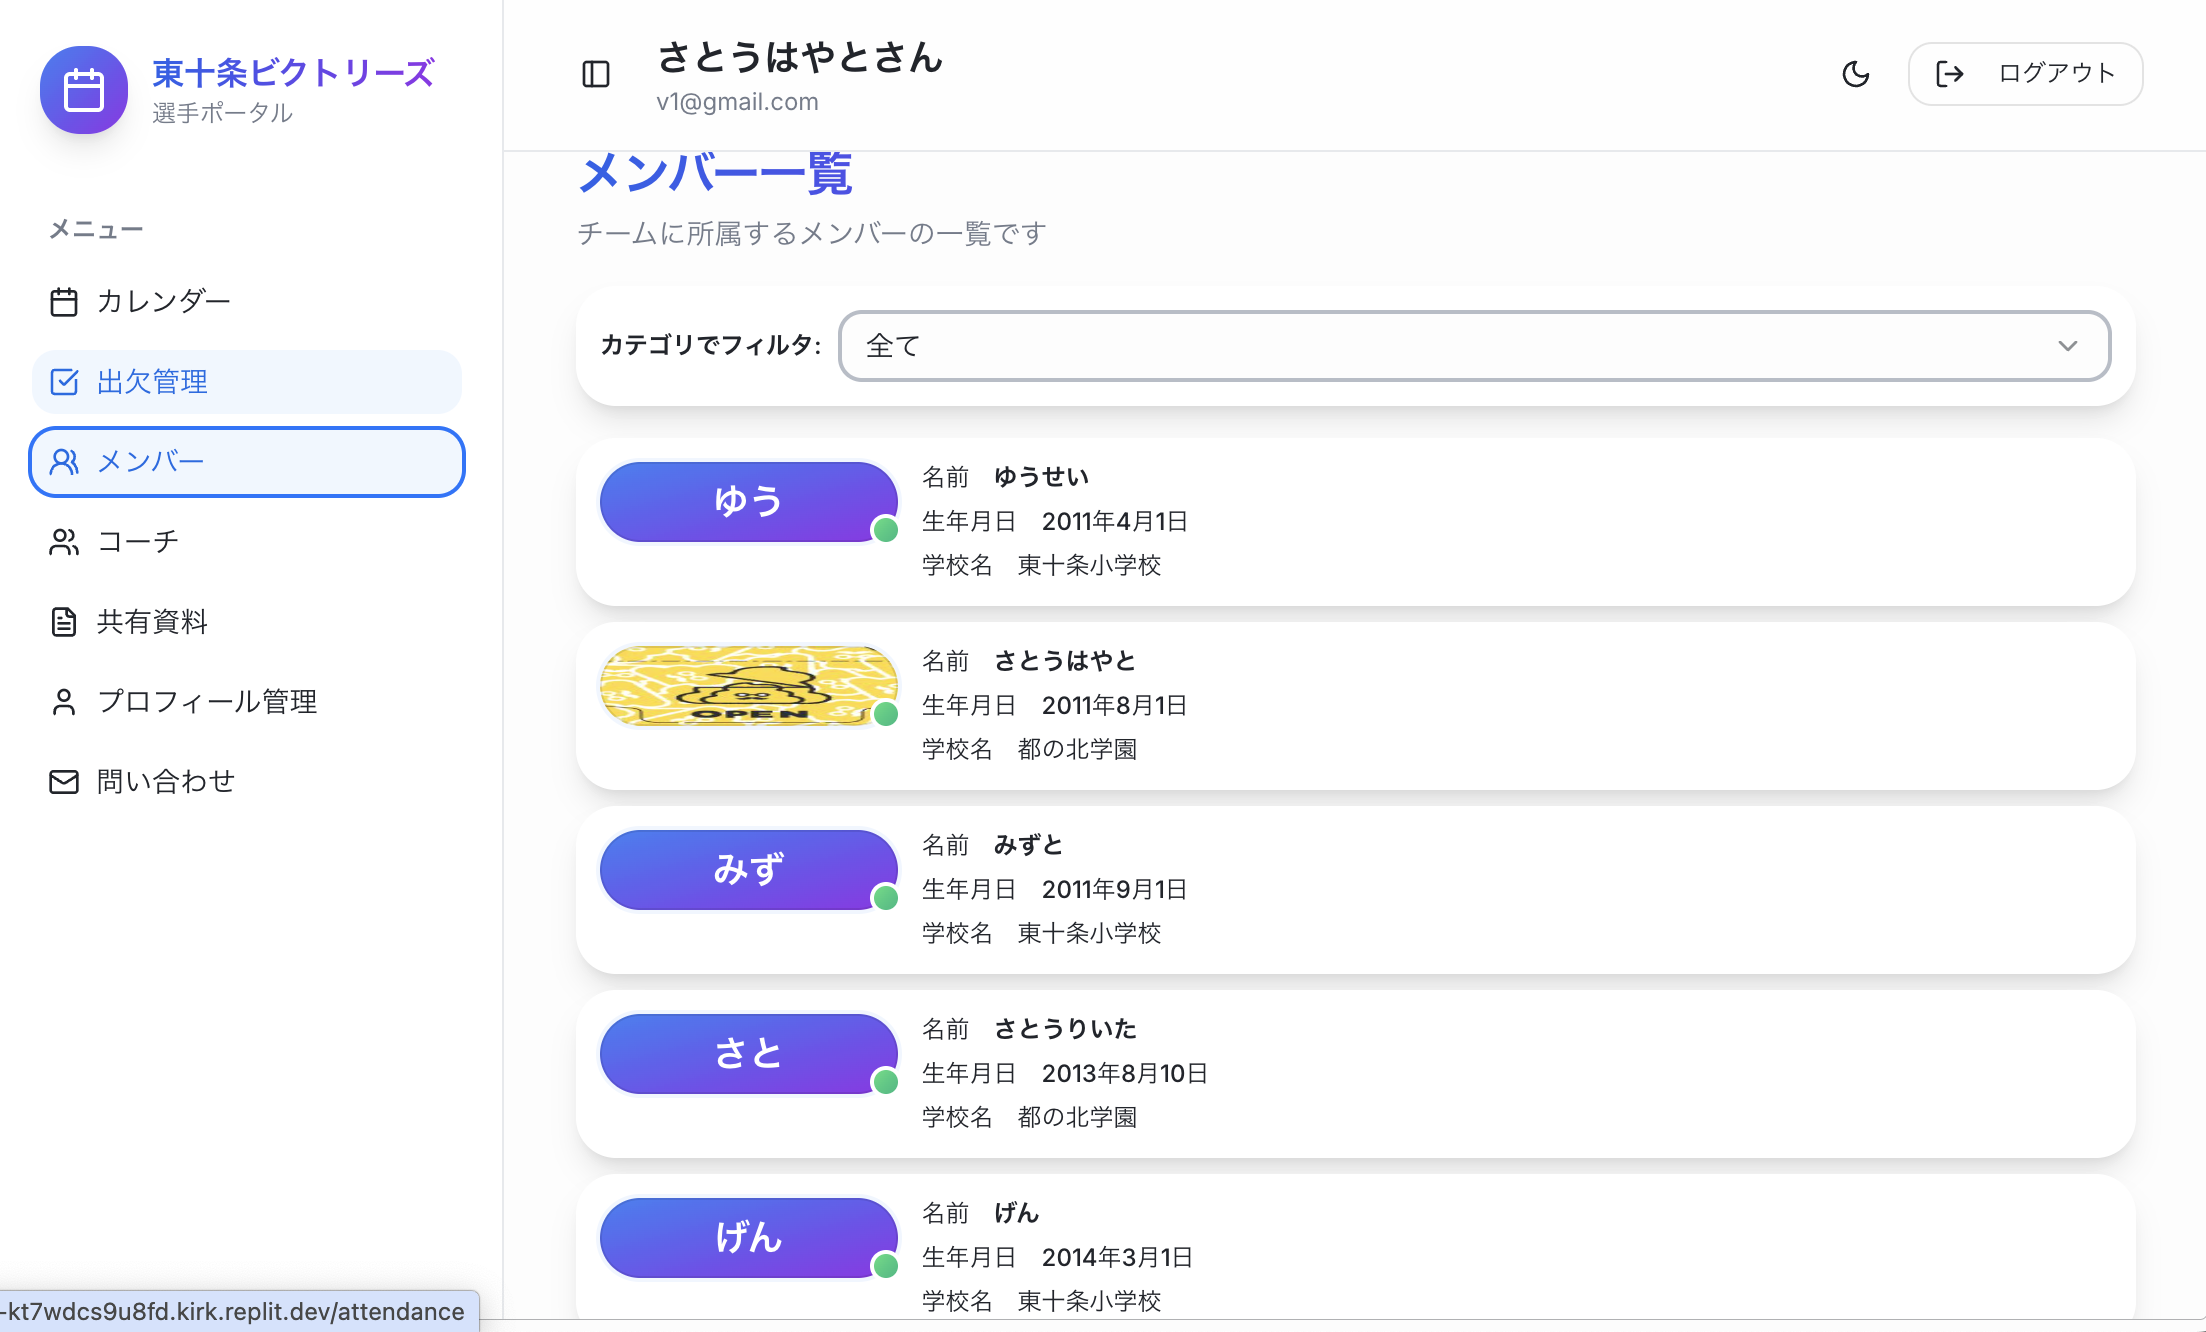 東十条ビクトリーズ
選手ポータル
メニュー
カレンダー
出欠管理
メンバー
コーチ
共有資料
プロフィール管理
問い合わせ
-kt7wdcs9u8fd.kirk.replit.dev/attendance
さとうはやとさん
v1@gmail.com
ログアウト
メンバー一覧
チームに所属するメンバーの一覧です
カテゴリでフィルタ: 全て
ゆう
名前 ゆうせい
生年月日 2011年4月1日
学校名 東十条小学校
OPEN
名前 さとうはやと
生年月日 2011年8月1日
学校名 都の北学園
みず
名前 みずと
生年月日 2011年9月1日
学校名 東十条小学校
さと
名前 さとうりいた
生年月日 2013年8月10日
学校名 都の北学園
げん
名前 げん
生年月日 2014年3月1日
学校名 東十条小学校